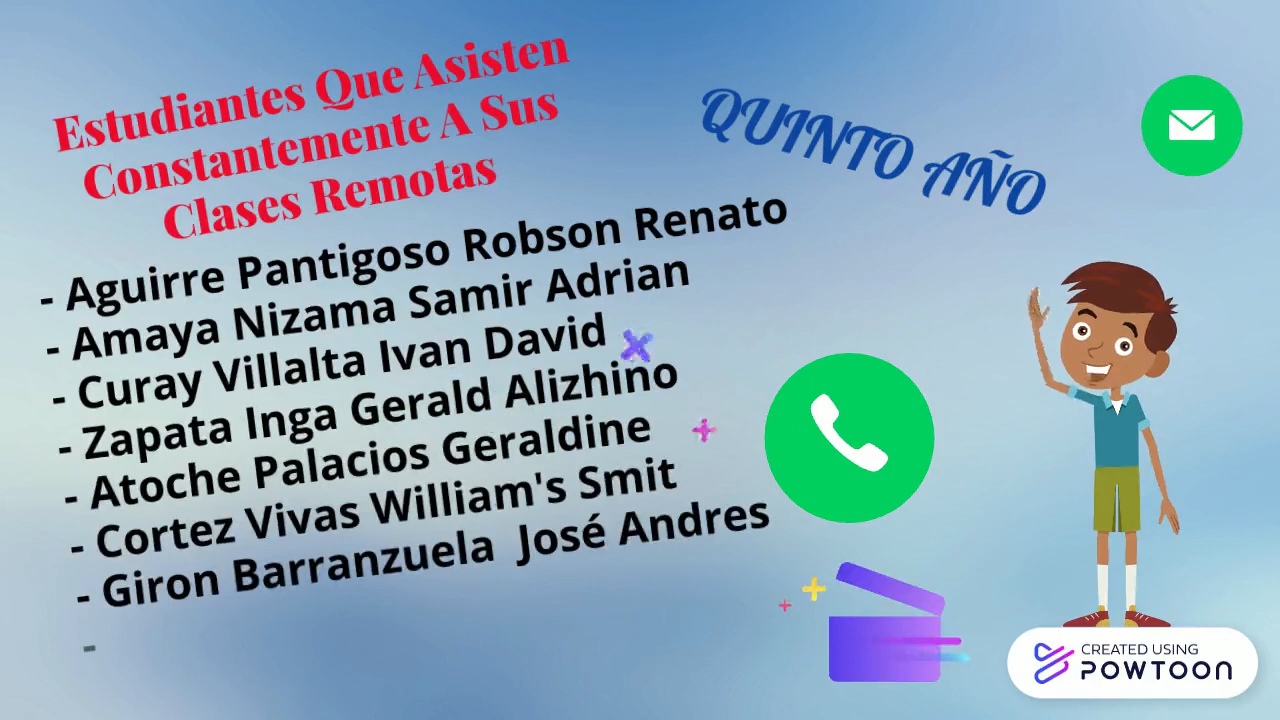 Estudiantes Que Asisten
Constantemente A Sus
Clases Remotas
QUINTO AÑO
- Aguirre Pantigoso Robson Renato
- Amaya Nizama Samir Adrian
- Curay Villalta Ivan David
- Zapata Inga Gerald Alizhino
- Atoche Palacios Geraldine
- Cortez Vivas William's Smit
- Giron Barranzuela  José Andres
-
CREATED USING
POWTOON